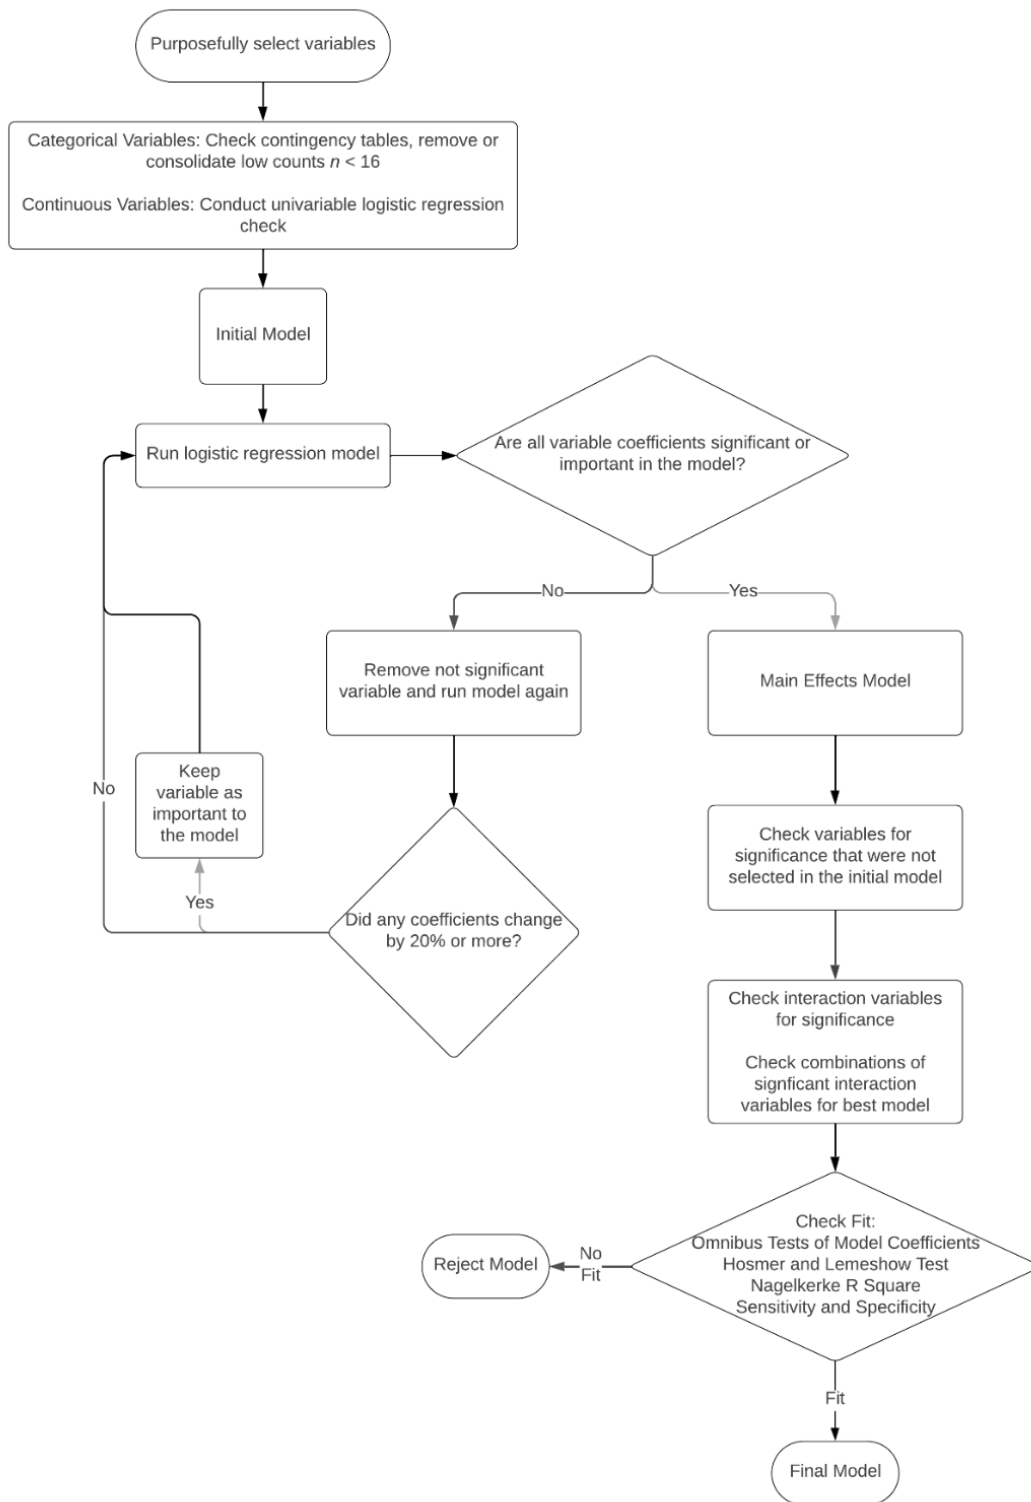 Purposefully select variables
Categorical Variables: Check contingency tables, remove or
consolidate low counts n < 16
Continuous Variables: Conduct univariable logistic regression
check
Initial Model
Run logistic regression model
Are all variable coefficients significant or
important in the model?
No
Yes
Remove not significant
variable and run model again
Main Effects Model
Keep
variable as
important to
the model
No
Yes
Did any coefficients change
by 20% or more?
Check variables for
significance that were not
selected in the initial model
Check interaction variables
for significance
Check combinations of
signficant interaction
variables for best model
Check Fit:
Omnibus Tests of Model Coefficients
Hosmer and Lemeshow Test
Nagelkerke R Square
Sensitivity and Specificity
No
Fit
Reject Model
Fit
Final Model